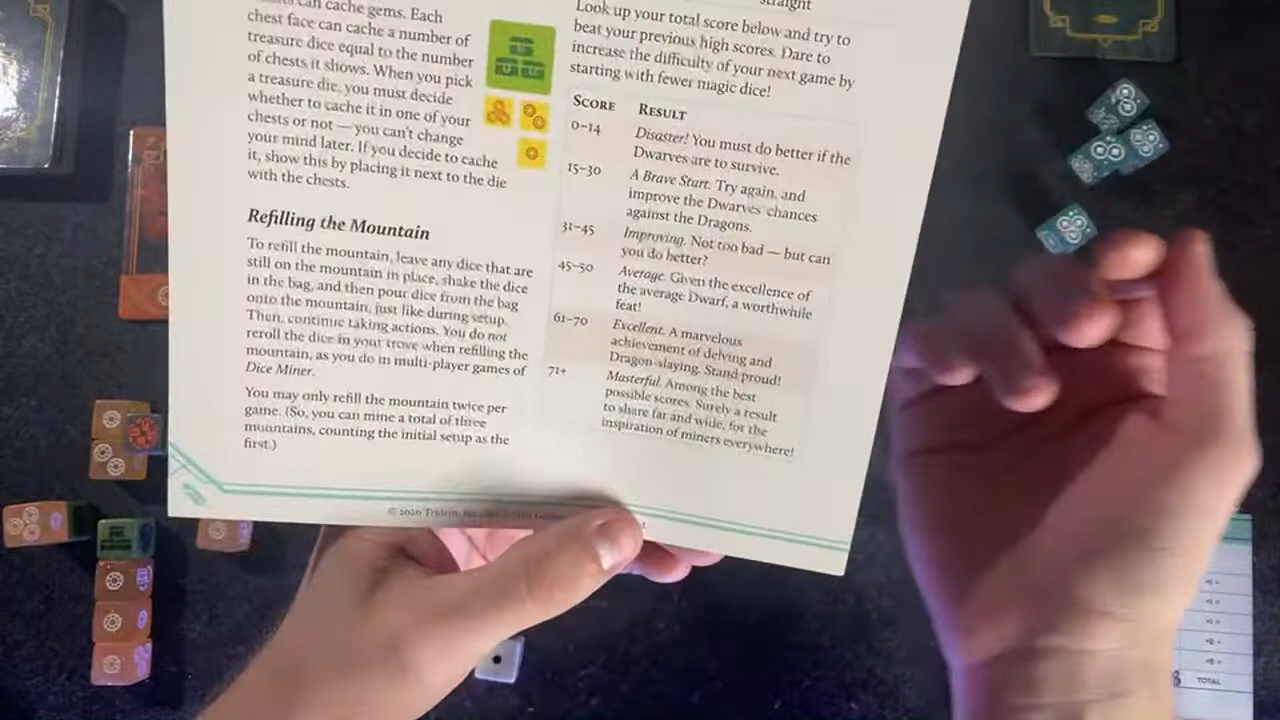 can cache gems. Each
chest face can cache a number of
treasure dice equal to the number
of chests it shows. When you pick
a treasure die, you must decide
whether to cache it in one of your
chests or not — you can't change
your mind later. If you decide to cache
it, show this by placing it next to the die
with the chests.
Refilling the Mountain
To refill the mountain, leave any dice that are
still on the mountain in place, shake the dice
in the bag, and then pour dice from the bag
onto the mountain, just like during setup.
Then, continue taking actions. You do not
reroll the dice in your trove when refilling the
mountain, as you do in multi-player games of
Dice Miner.
You may only refill the mountain twice per
game. (So, you can mine a total of three
mountains, counting the initial setup as the
first.)
straight
Look up your total score below and try to
beat your previous high scores. Dare to
increase the difficulty of your next game by
starting with fewer magic dice!
SCORE RESULT
0–14 Disaster! You must do better if the
Dwarves are to survive.
15–30 A Brave Start. Try again, and
improve the Dwarves' chances
against the Dragons.
31–45 Improving. Not too bad — but can
you do better?
45–50 Average. Given the excellence of
the average Dwarf, a worthwhile
feat!
61–70 Excellent. A marvelous
achievement of delving and
Dragon-slaying. Stand proud!
71+ Masterful. Among the best
possible scores. Surely a result
to share far and wide, for the
inspiration of miners everywhere!
© 2020
TOTAL